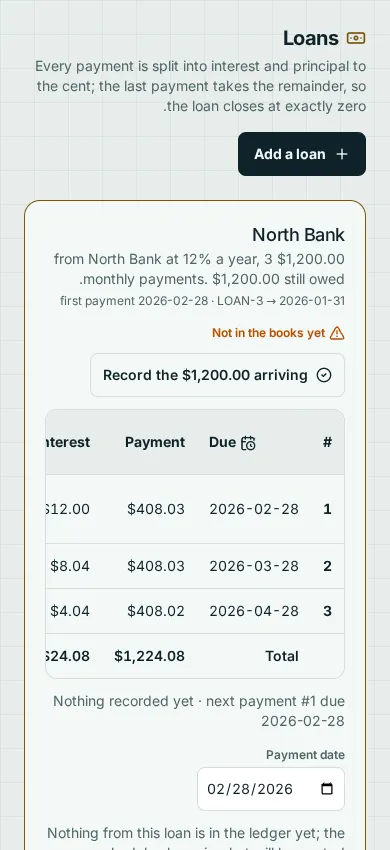 Loans
Every payment is split into interest and principal to
the cent; the last payment takes the remainder, so
.the loan closes at exactly zero
Add a loan
North Bank
from North Bank at 12% a year, 3 $1,200.00
.monthly payments. $1,200.00 still owed
first payment 2026-02-28 · LOAN-3 → 2026-01-31
Not in the books yet
Record the $1,200.00 arriving
# Due Payment nterest
1 2026-02-28 $408.03 $12.00
2 2026-03-28 $408.03 $8.04
3 2026-04-28 $408.02 $4.04
Total $1,224.08 $24.08
Nothing recorded yet · next payment #1 due
2026-02-28
Payment date
02/28/2026
Nothing from this loan is in the ledger yet; the